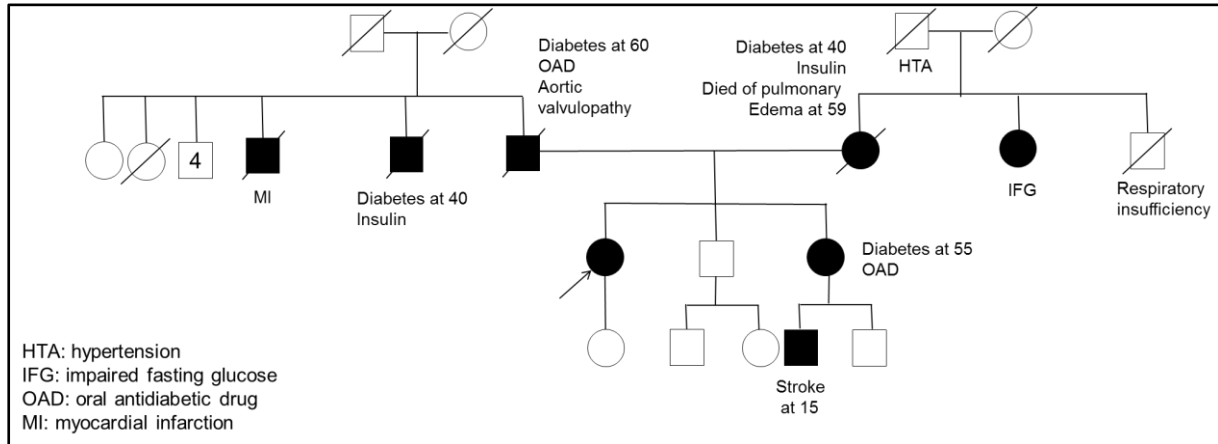 Diabetes at 60
OAD
Aortic
valvulopathy
Diabetes at 40
Insulin
Died of pulmonary
Edema at 59
HTA
4
MI
Diabetes at 40
Insulin
IFG
Respiratory
insufficiency
Diabetes at 55
OAD
Stroke
at 15
HTA: hypertension
IFG: impaired fasting glucose
OAD: oral antidiabetic drug
MI: myocardial infarction